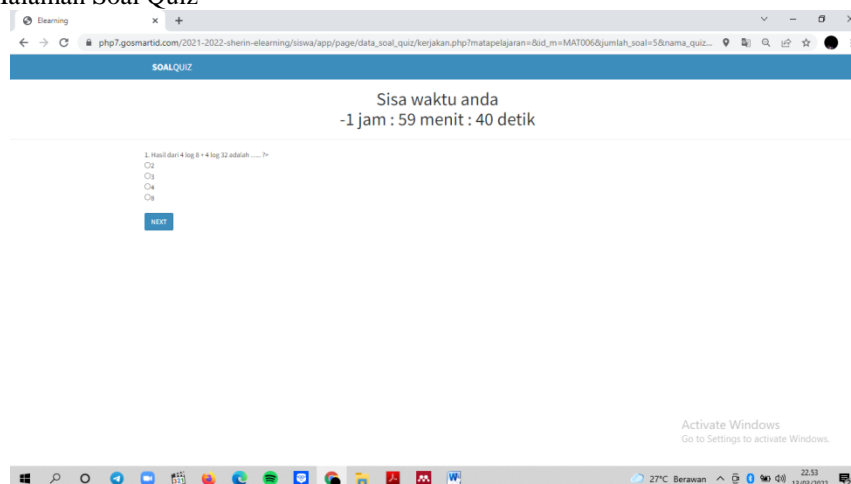 Halaman Soal Quiz
Elearning
php7.gosmartid.com/2021-2022-sherin-elearning/siswa/app/page/data_soal_quiz/kerjakan.php?matapelajaran=&id_m=MAT006&jumlah_soal=5&nama_quiz...
SOALQUIZ
Sisa waktu anda
-1 jam : 59 menit : 40 detik
1. Hasil dari 4 log 8 + 4 log 32 adalah ..... ?=
2
3
4
8
NEXT
Activate Windows
Go to Settings to activate Windows.
27°C Berawan
22.53